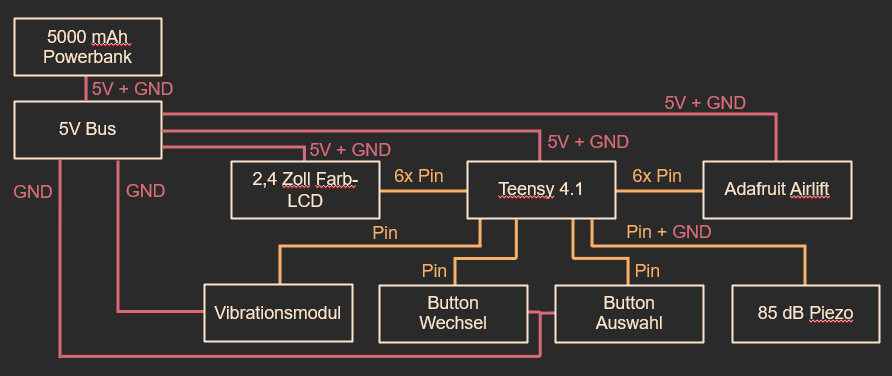 5000 mAh
Powerbank
5V + GND
5V Bus
5V + GND
5V + GND
5V + GND
GND
GND
2,4 Zoll Farb-
LCD
6x Pin
Teensy 4.1
6x Pin
Adafruit Airlift
Pin
Pin + GND
Pin
Pin
Vibrationsmodul
Button
Wechsel
Button
Auswahl
85 dB Piezo